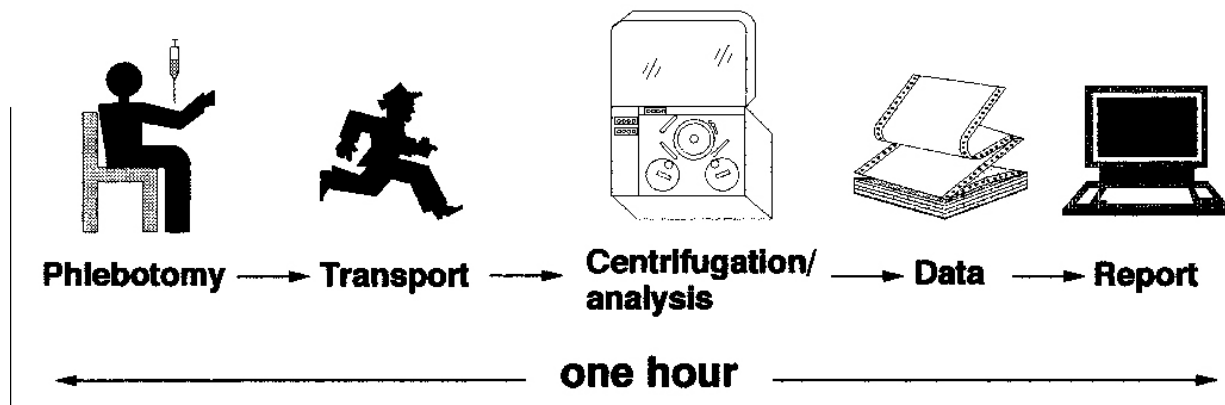 Phlebotomy → Transport → Centrifugation/ → Data → Report
analysis
one hour